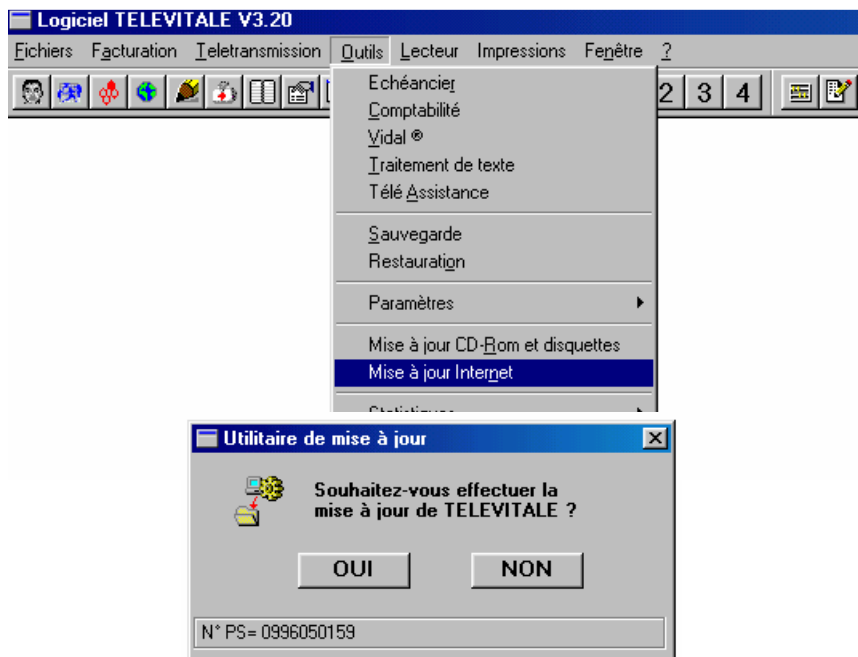 Logiciel TELEVITALE V3.20
Fichiers Facturation Teletransmission Outils Lecteur Impressions Fenêtre ?
2 3 4
Echéancier
Comptabilité
Vidal ®
Traitement de texte
Télé Assistance
Sauvegarde
Restauration
Paramètres
Mise à jour CD-Rom et disquettes
Mise à jour Internet
Utilitaire de mise à jour
Souhaitez-vous effectuer la
mise à jour de TELEVITALE ?
OUI NON
N° PS= 0996050159